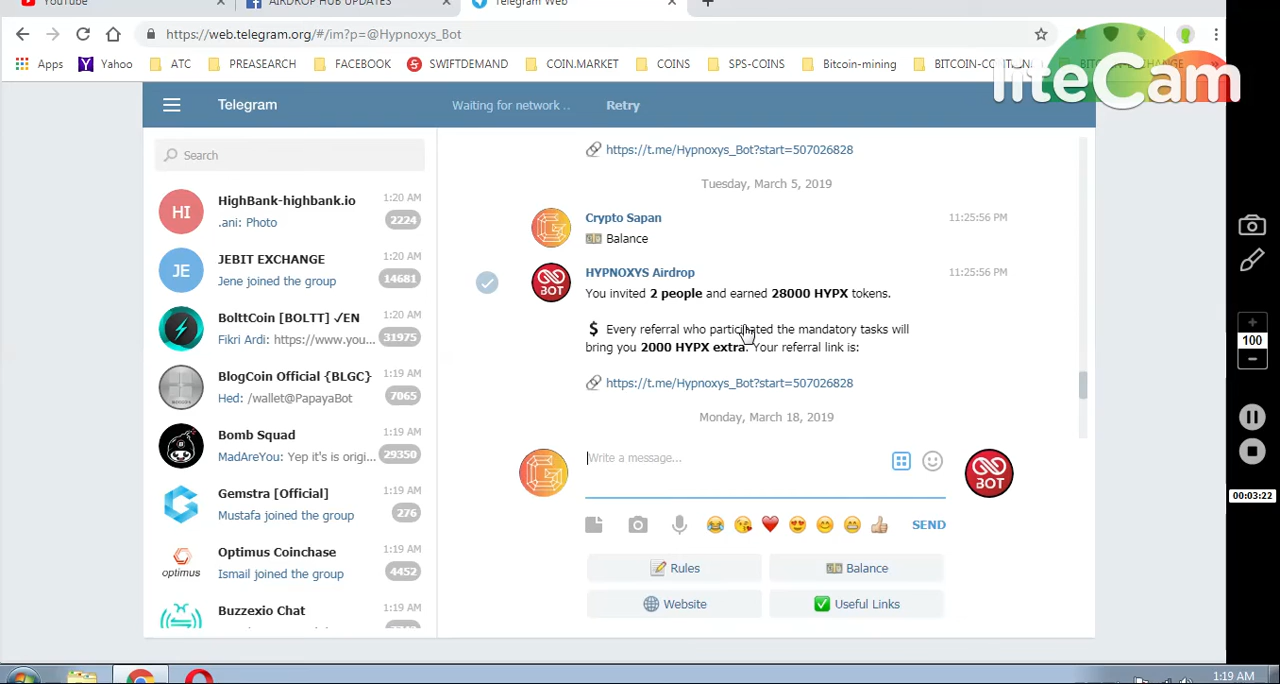 YouTube
AIRDROP HUB UPDATES
Telegram Web
https://web.telegram.org/#/im?p=@Hypnoxys_Bot
Apps
Yahoo
ATC
PREASEARCH
FACEBOOK
SWIFTDEMAND
COIN.MARKET
COINS
SPS-COINS
Bitcoin-mining
liteCam
Telegram
Waiting for network ..
Retry
Search
HighBank-highbank.io
1:20 AM
.ani: Photo
2224
JEBIT EXCHANGE
1:20 AM
Jene joined the group
14681
BolttCoin [BOLTT] ✓EN
1:20 AM
Fikri Ardi: https://www.you...
31975
BlogCoin Official {BLGC}
1:19 AM
Hed: /wallet@PapayaBot
7065
Bomb Squad
1:19 AM
MadAreYou: Yep it's is origi...
29350
Gemstra [Official]
1:19 AM
Mustafa joined the group
276
Optimus Coinchase
1:19 AM
Ismail joined the group
4452
Buzzexio Chat
1:19 AM
HI
JE
optimus
https://t.me/Hypnoxys_Bot?start=507026828
Tuesday, March 5, 2019
Crypto Sapan
11:25:56 PM
Balance
HYPNOXYS Airdrop
11:25:56 PM
BOT
You invited 2 people and earned 28000 HYPX tokens.
$ Every referral who participated the mandatory tasks will
bring you 2000 HYPX extra. Your referral link is:
https://t.me/Hypnoxys_Bot?start=507026828
Monday, March 18, 2019
Write a message...
BOT
SEND
Rules
Balance
Website
Useful Links
100
00:03:22
1:19 AM